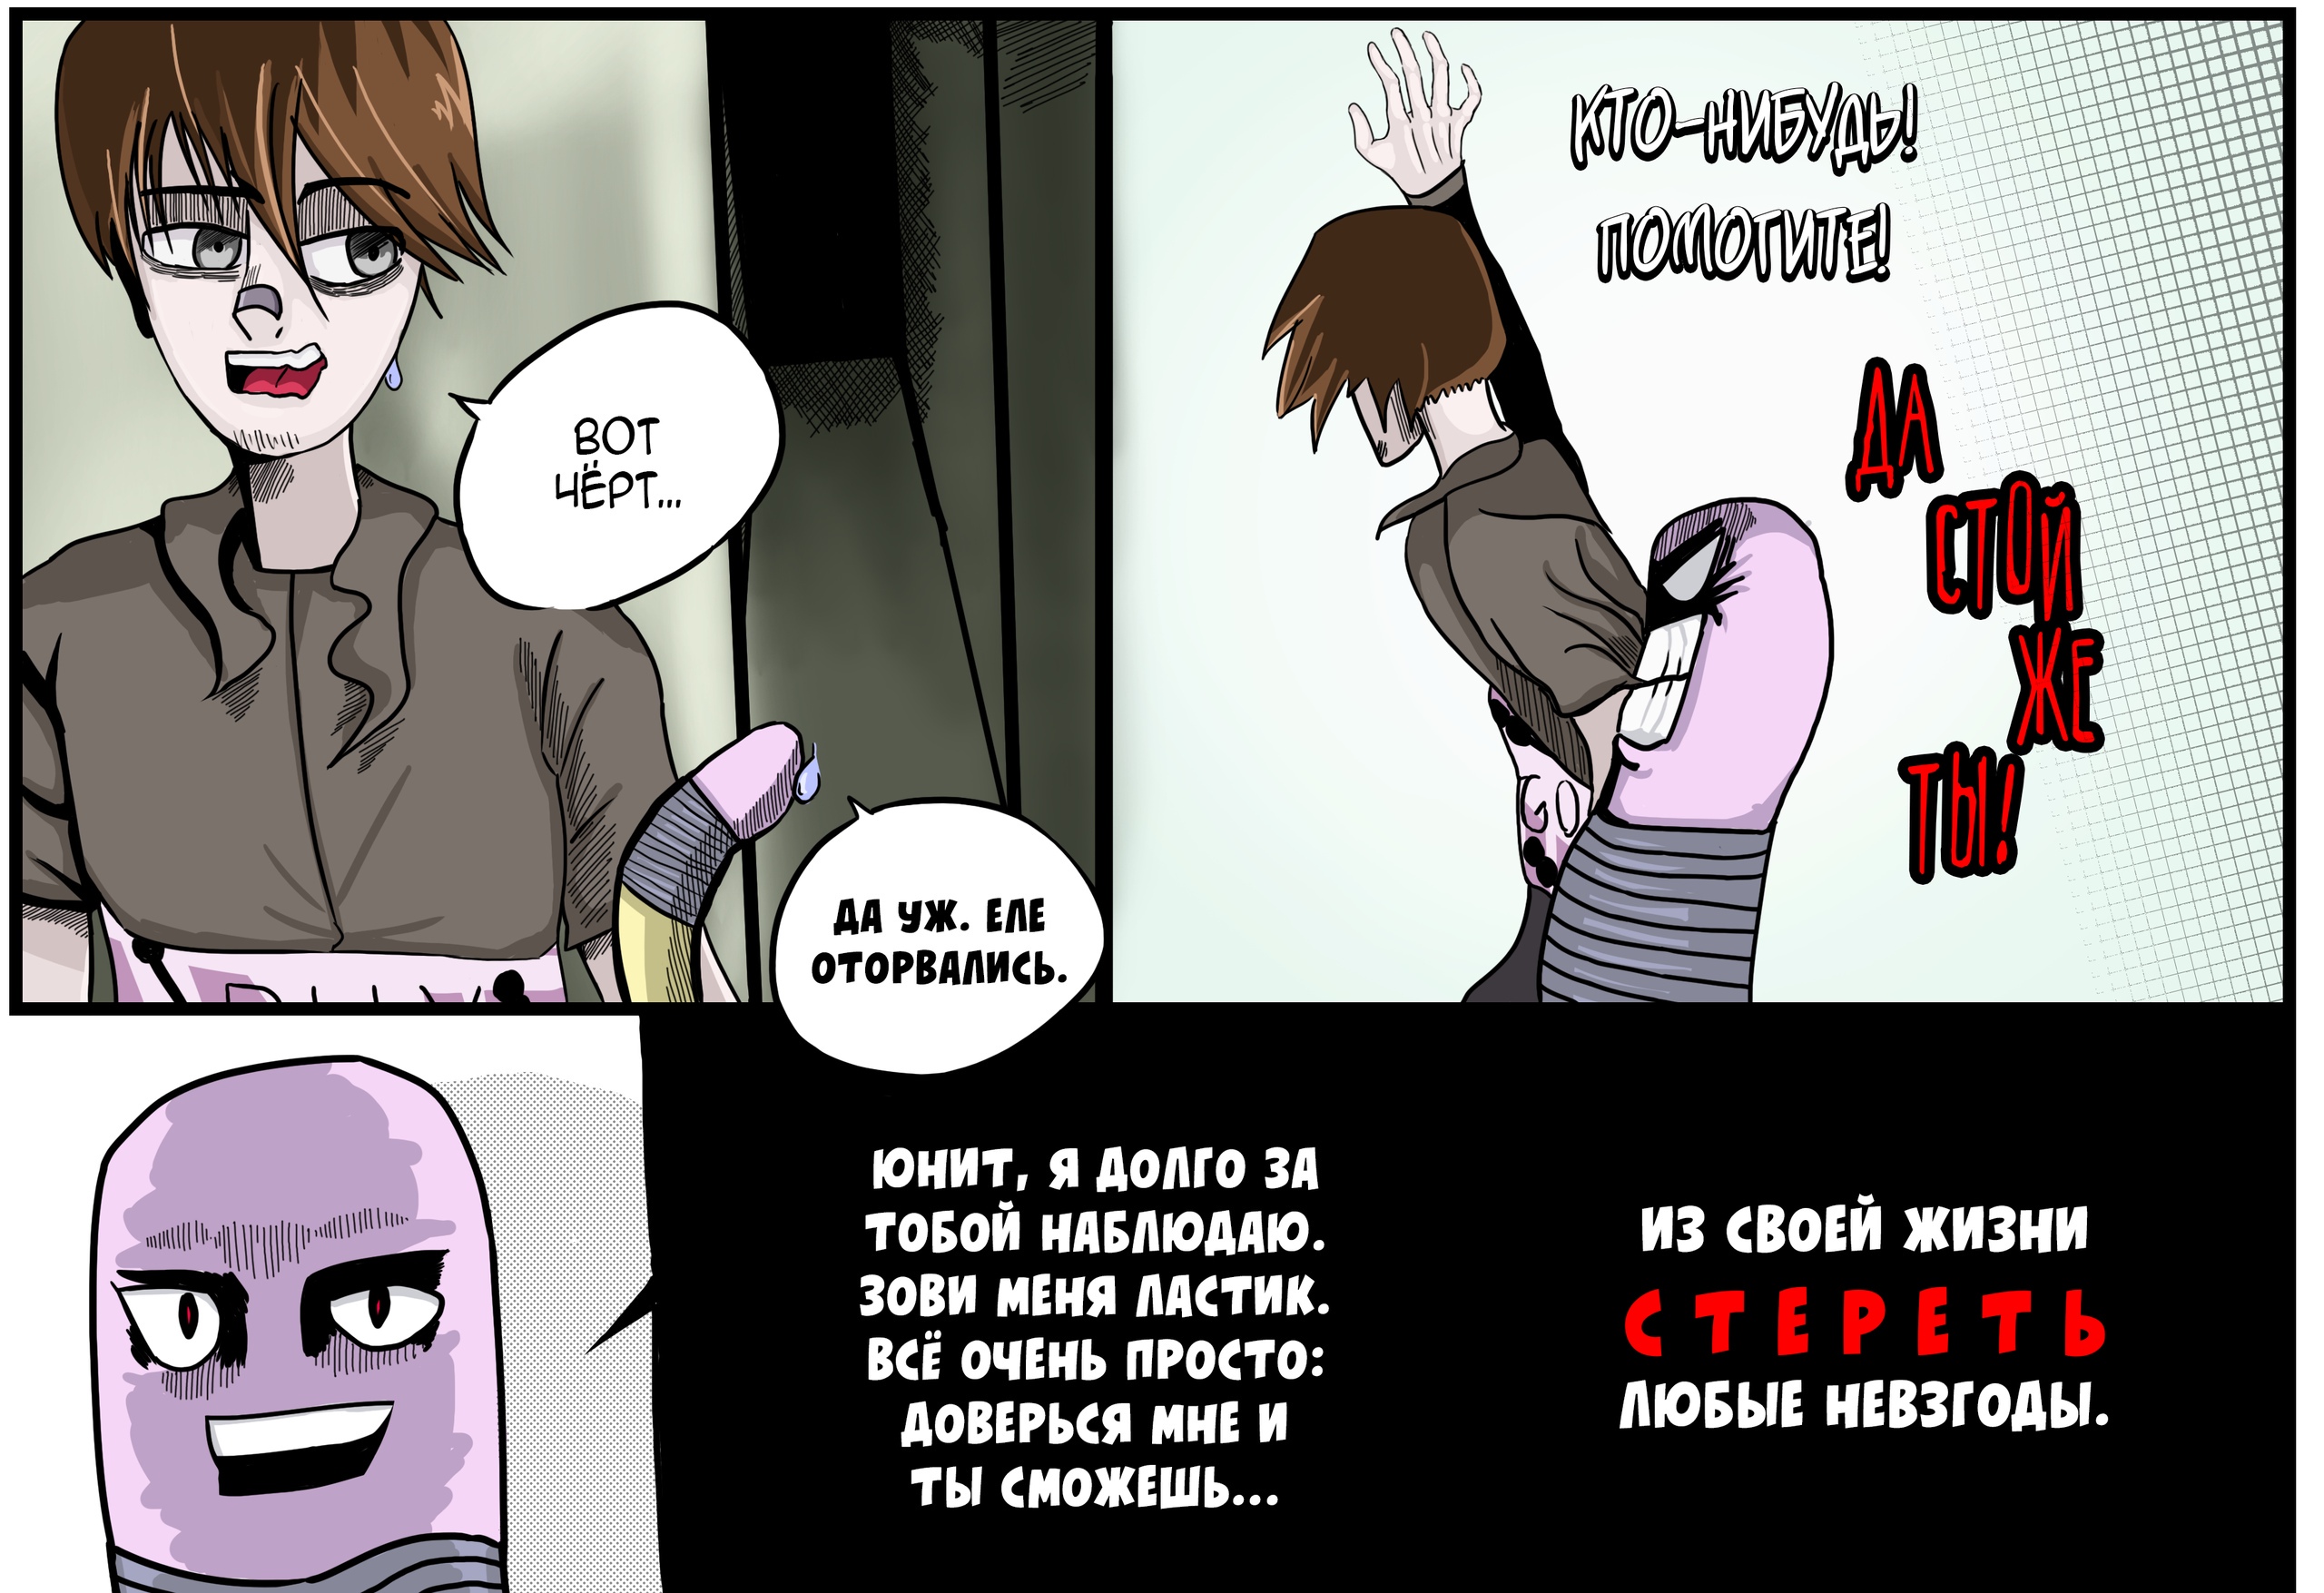 ВОТ
ЧЁРТ...
ДА УЖ. ЕЛЕ
ОТОРВАЛИСЬ.
КТО-НИБУДЬ!
ПОМОГИТЕ!
ДА
СТОЙ
ЖЕ
ТЫ!
ЮНИТ, Я ДОЛГО ЗА
ТОБОЙ НАБЛЮДАЮ.
ЗОВИ МЕНЯ ЛАСТИК.
ВСЁ ОЧЕНЬ ПРОСТО:
ДОВЕРЬСЯ МНЕ И
ТЫ СМОЖЕШЬ...
ИЗ СВОЕЙ ЖИЗНИ
СТЕРЕТЬ
ЛЮБЫЕ НЕВЗГОДЫ.